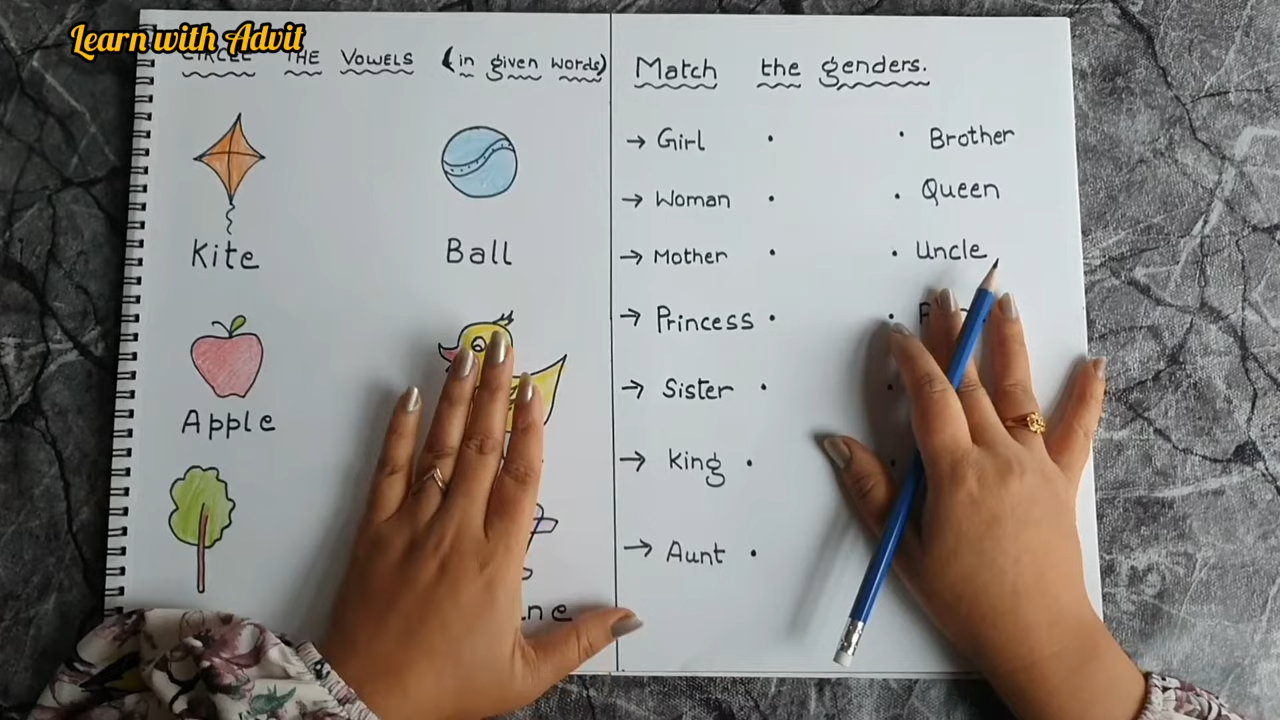 Learn with Advit
CIRCLE THE VOWELS (in given words)
Kite
Ball
Apple
Match the genders.
→ Girl • • Brother
→ Woman • • Queen
→ Mother • • Uncle
→ Princess •
→ Sister •
→ King •
→ Aunt •